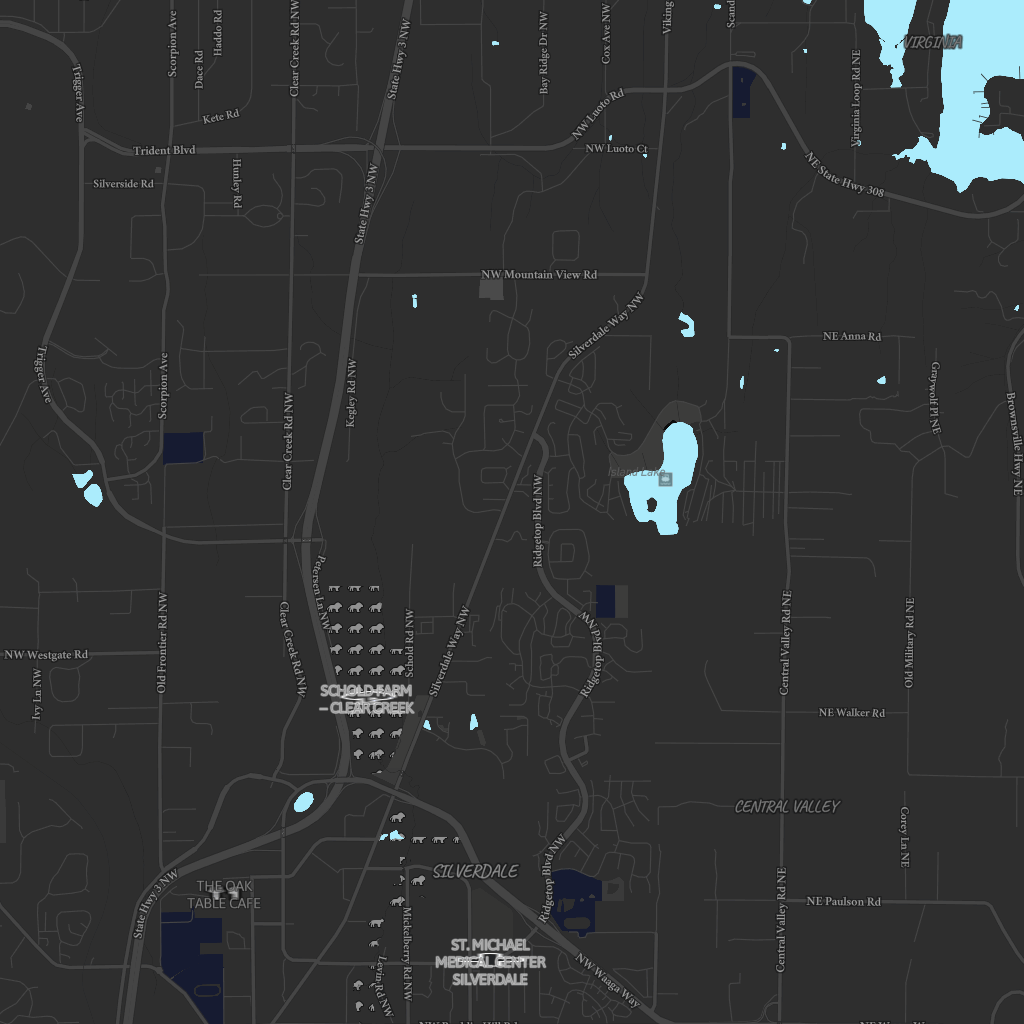 Scorpion Ave
Haddo Rd
Dace Rd
Clear Creek Rd NW
State Hwy 3 NW
Bay Ridge Dr NW
Cox Ave NW
Viking
Scand
VIRGINIA
Trigger Ave
Kete Rd
NW Luoto Rd
Virginia Loop Rd NE
Trident Blvd
NW Luoto Ct
Silverside Rd
Hunley Rd
NE State Hwy 308
State Hwy 3 NW
NW Mountain View Rd
Silverdale Way NW
NE Anna Rd
Trigger Ave
Scorpion Ave
Kegley Rd NW
Graywolf Pl NE
Brownsville Hwy NE
Clear Creek Rd NW
Island Lake
Ridgetop Blvd NW
Petersen Ln NW
Old Frontier Rd NW
Clear Creek Rd NW
Schold Rd NW
Silverdale Way NW
Central Valley Rd NE
Old Military Rd NE
NW Westgate Rd
Ivy Ln NW
Ridgetop Blvd NW
SCHOLD FARM
– CLEAR CREEK
NE Walker Rd
CENTRAL VALLEY
Corey Ln NE
SILVERDALE
Ridgetop Blvd NW
THE OAK
TABLE CAFE
State Hwy 3 NW
Central Valley Rd NE
NE Paulson Rd
Mickelberry Rd NW
Levin Rd NW
ST. MICHAEL
MEDICAL CENTER
SILVERDALE
NW Waaga Way